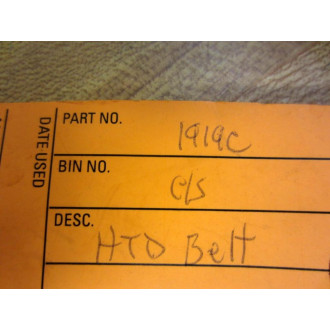 PART NO. 1919C
BIN NO. C/S
DESC. HTD Belt
DATE USED